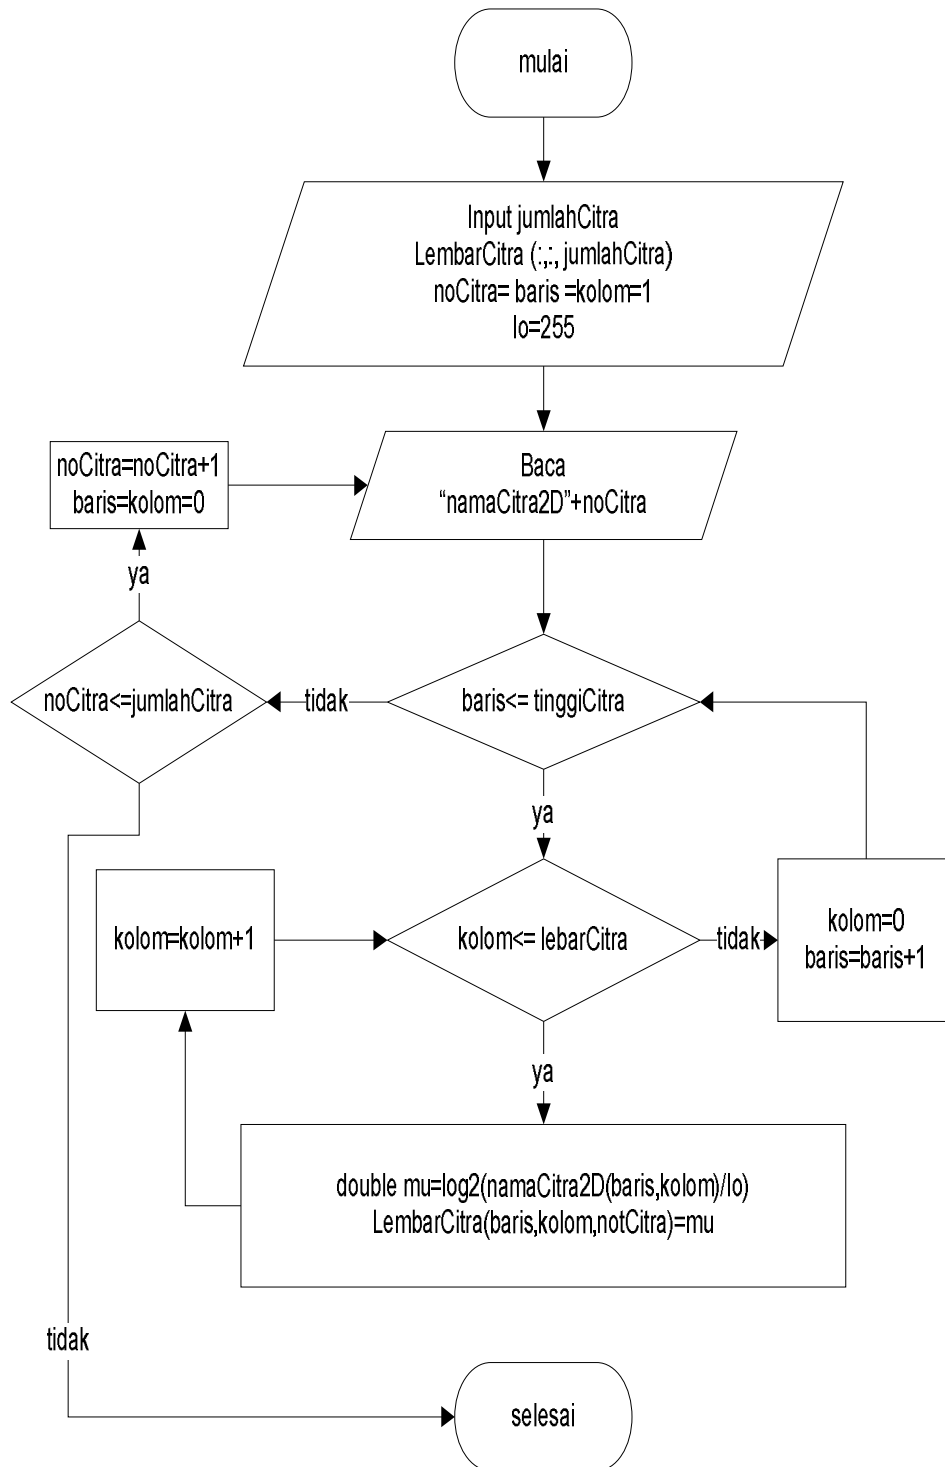 mulai
Input jumlahCitra
LembarCitra (:,:, jumlahCitra)
noCitra= baris =kolom=1
Io=255
noCitra=noCitra+1
baris=kolom=0
Baca
“namaCitra2D”+noCitra
ya
noCitra<=jumlahCitra
tidak
baris<= tinggiCitra
ya
kolom=kolom+1
kolom<= lebarCitra
tidak
kolom=0
baris=baris+1
ya
double mu=log2(namaCitra2D(baris,kolom)/Io)
LembarCitra(baris,kolom,notCitra)=mu
tidak
selesai